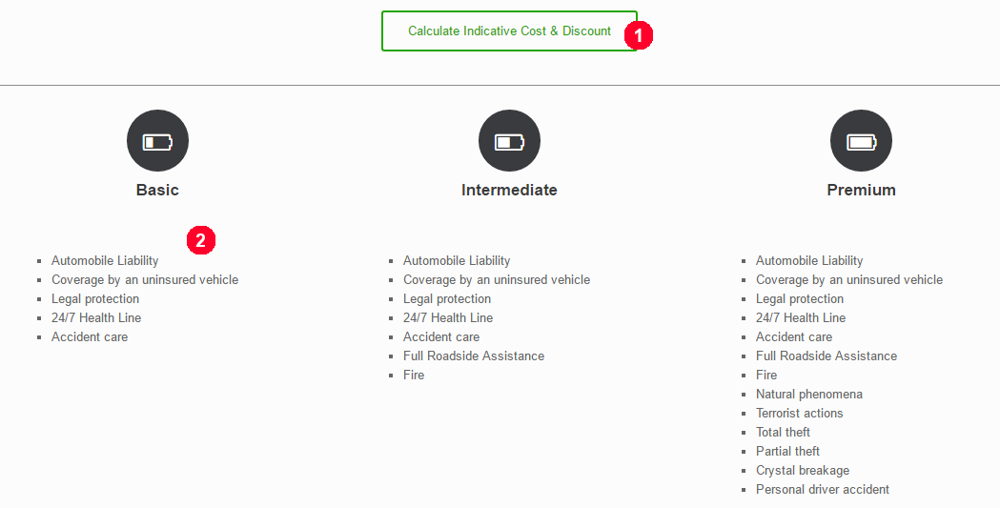 Calculate Indicative Cost & Discount
1
Basic
2
Automobile Liability
Coverage by an uninsured vehicle
Legal protection
24/7 Health Line
Accident care
Intermediate
Automobile Liability
Coverage by an uninsured vehicle
Legal protection
24/7 Health Line
Accident care
Full Roadside Assistance
Fire
Premium
Automobile Liability
Coverage by an uninsured vehicle
Legal protection
24/7 Health Line
Accident care
Full Roadside Assistance
Fire
Natural phenomena
Terrorist actions
Total theft
Partial theft
Crystal breakage
Personal driver accident